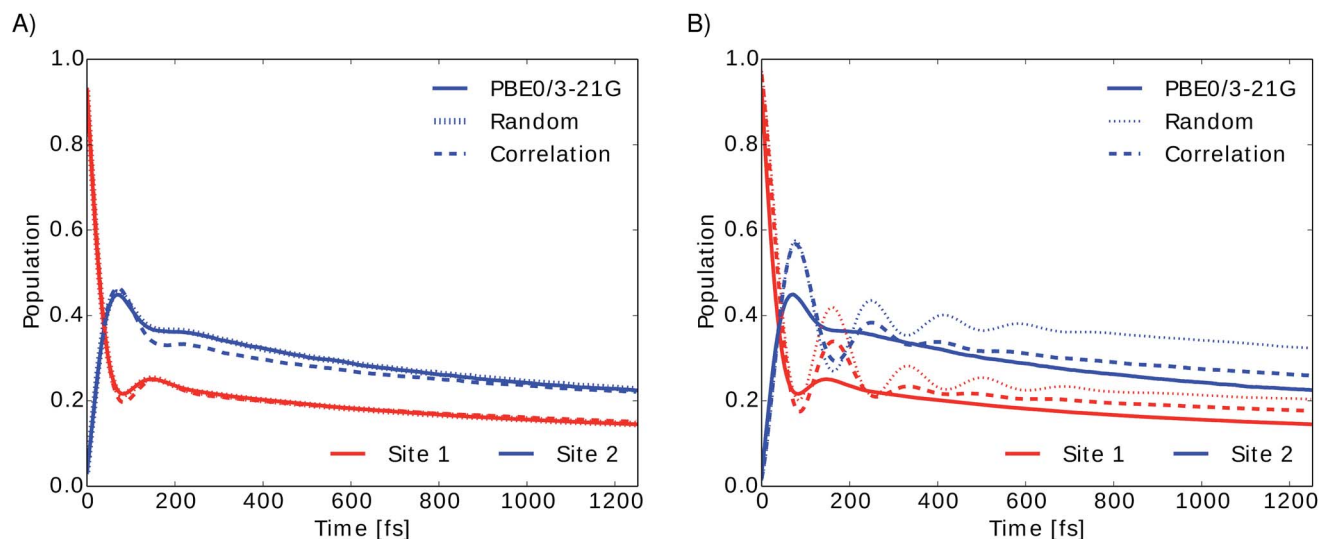 A)
1.0
0.8
0.6
0.4
0.2
0.0
Population
PBE0/3-21G
Random
Correlation
Site 1 Site 2
0 200 400 600 800 1000 1200
Time [fs]
B)
1.0
0.8
0.6
0.4
0.2
0.0
Population
PBE0/3-21G
Random
Correlation
Site 1 Site 2
0 200 400 600 800 1000 1200
Time [fs]